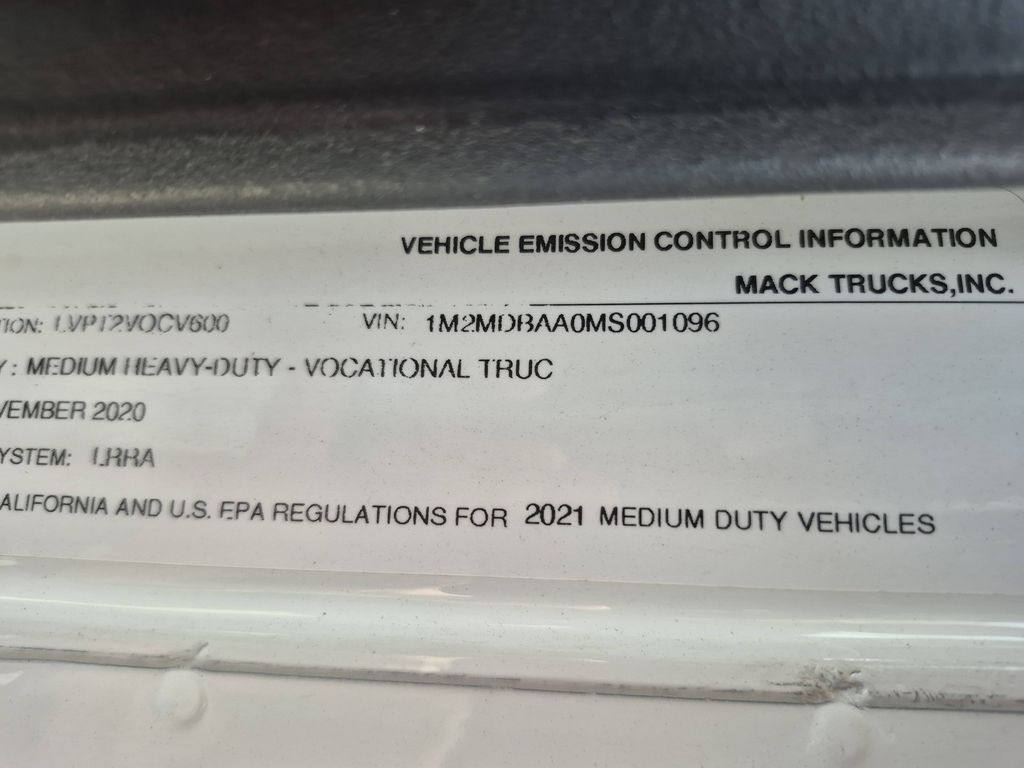 VEHICLE EMISSION CONTROL INFORMATION
MACK TRUCKS,INC.
TION: LVPT2VOCV600 VIN: 1M2MDBAA0MS001096
Y: MEDIUM HEAVY-DUTY - VOCATIONAL TRUC
VEMBER 2020
YSTEM: LRRA
ALIFORNIA AND U.S. EPA REGULATIONS FOR 2021 MEDIUM DUTY VEHICLES